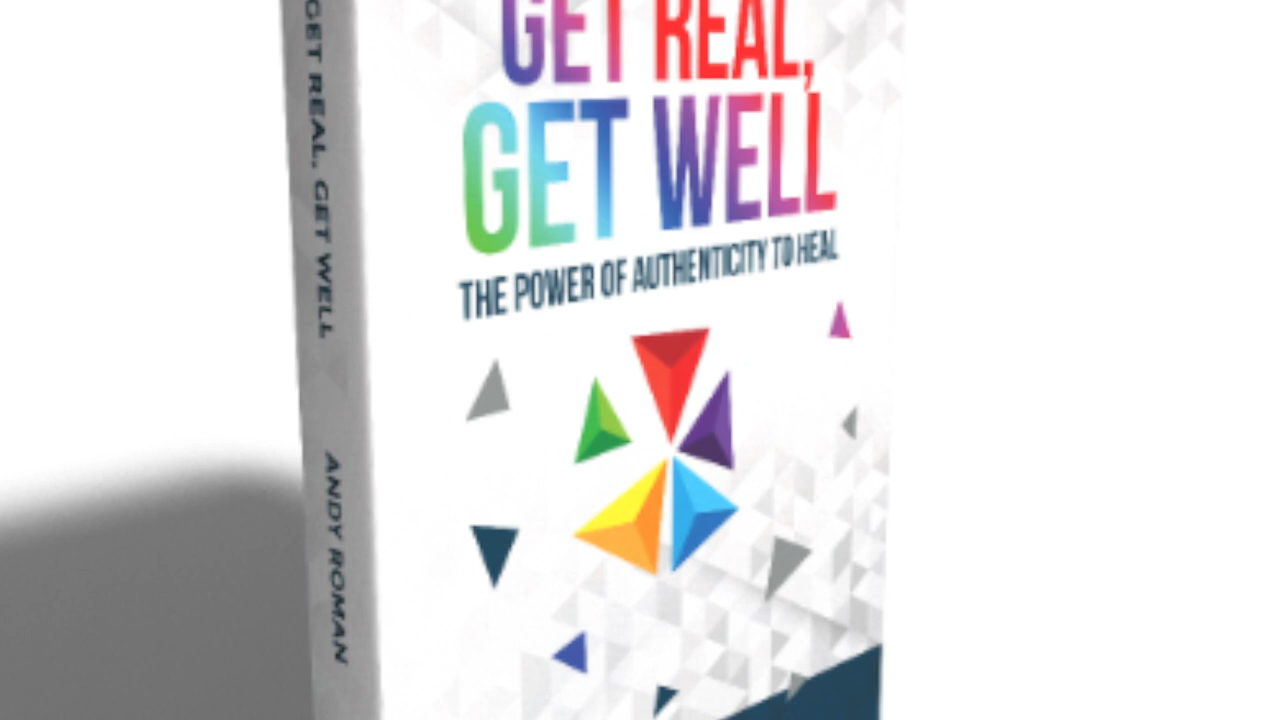 GET REAL, GET WELL
ANDY ROMAN
GET REAL,
GET WELL
THE POWER OF AUTHENTICITY TO HEAL